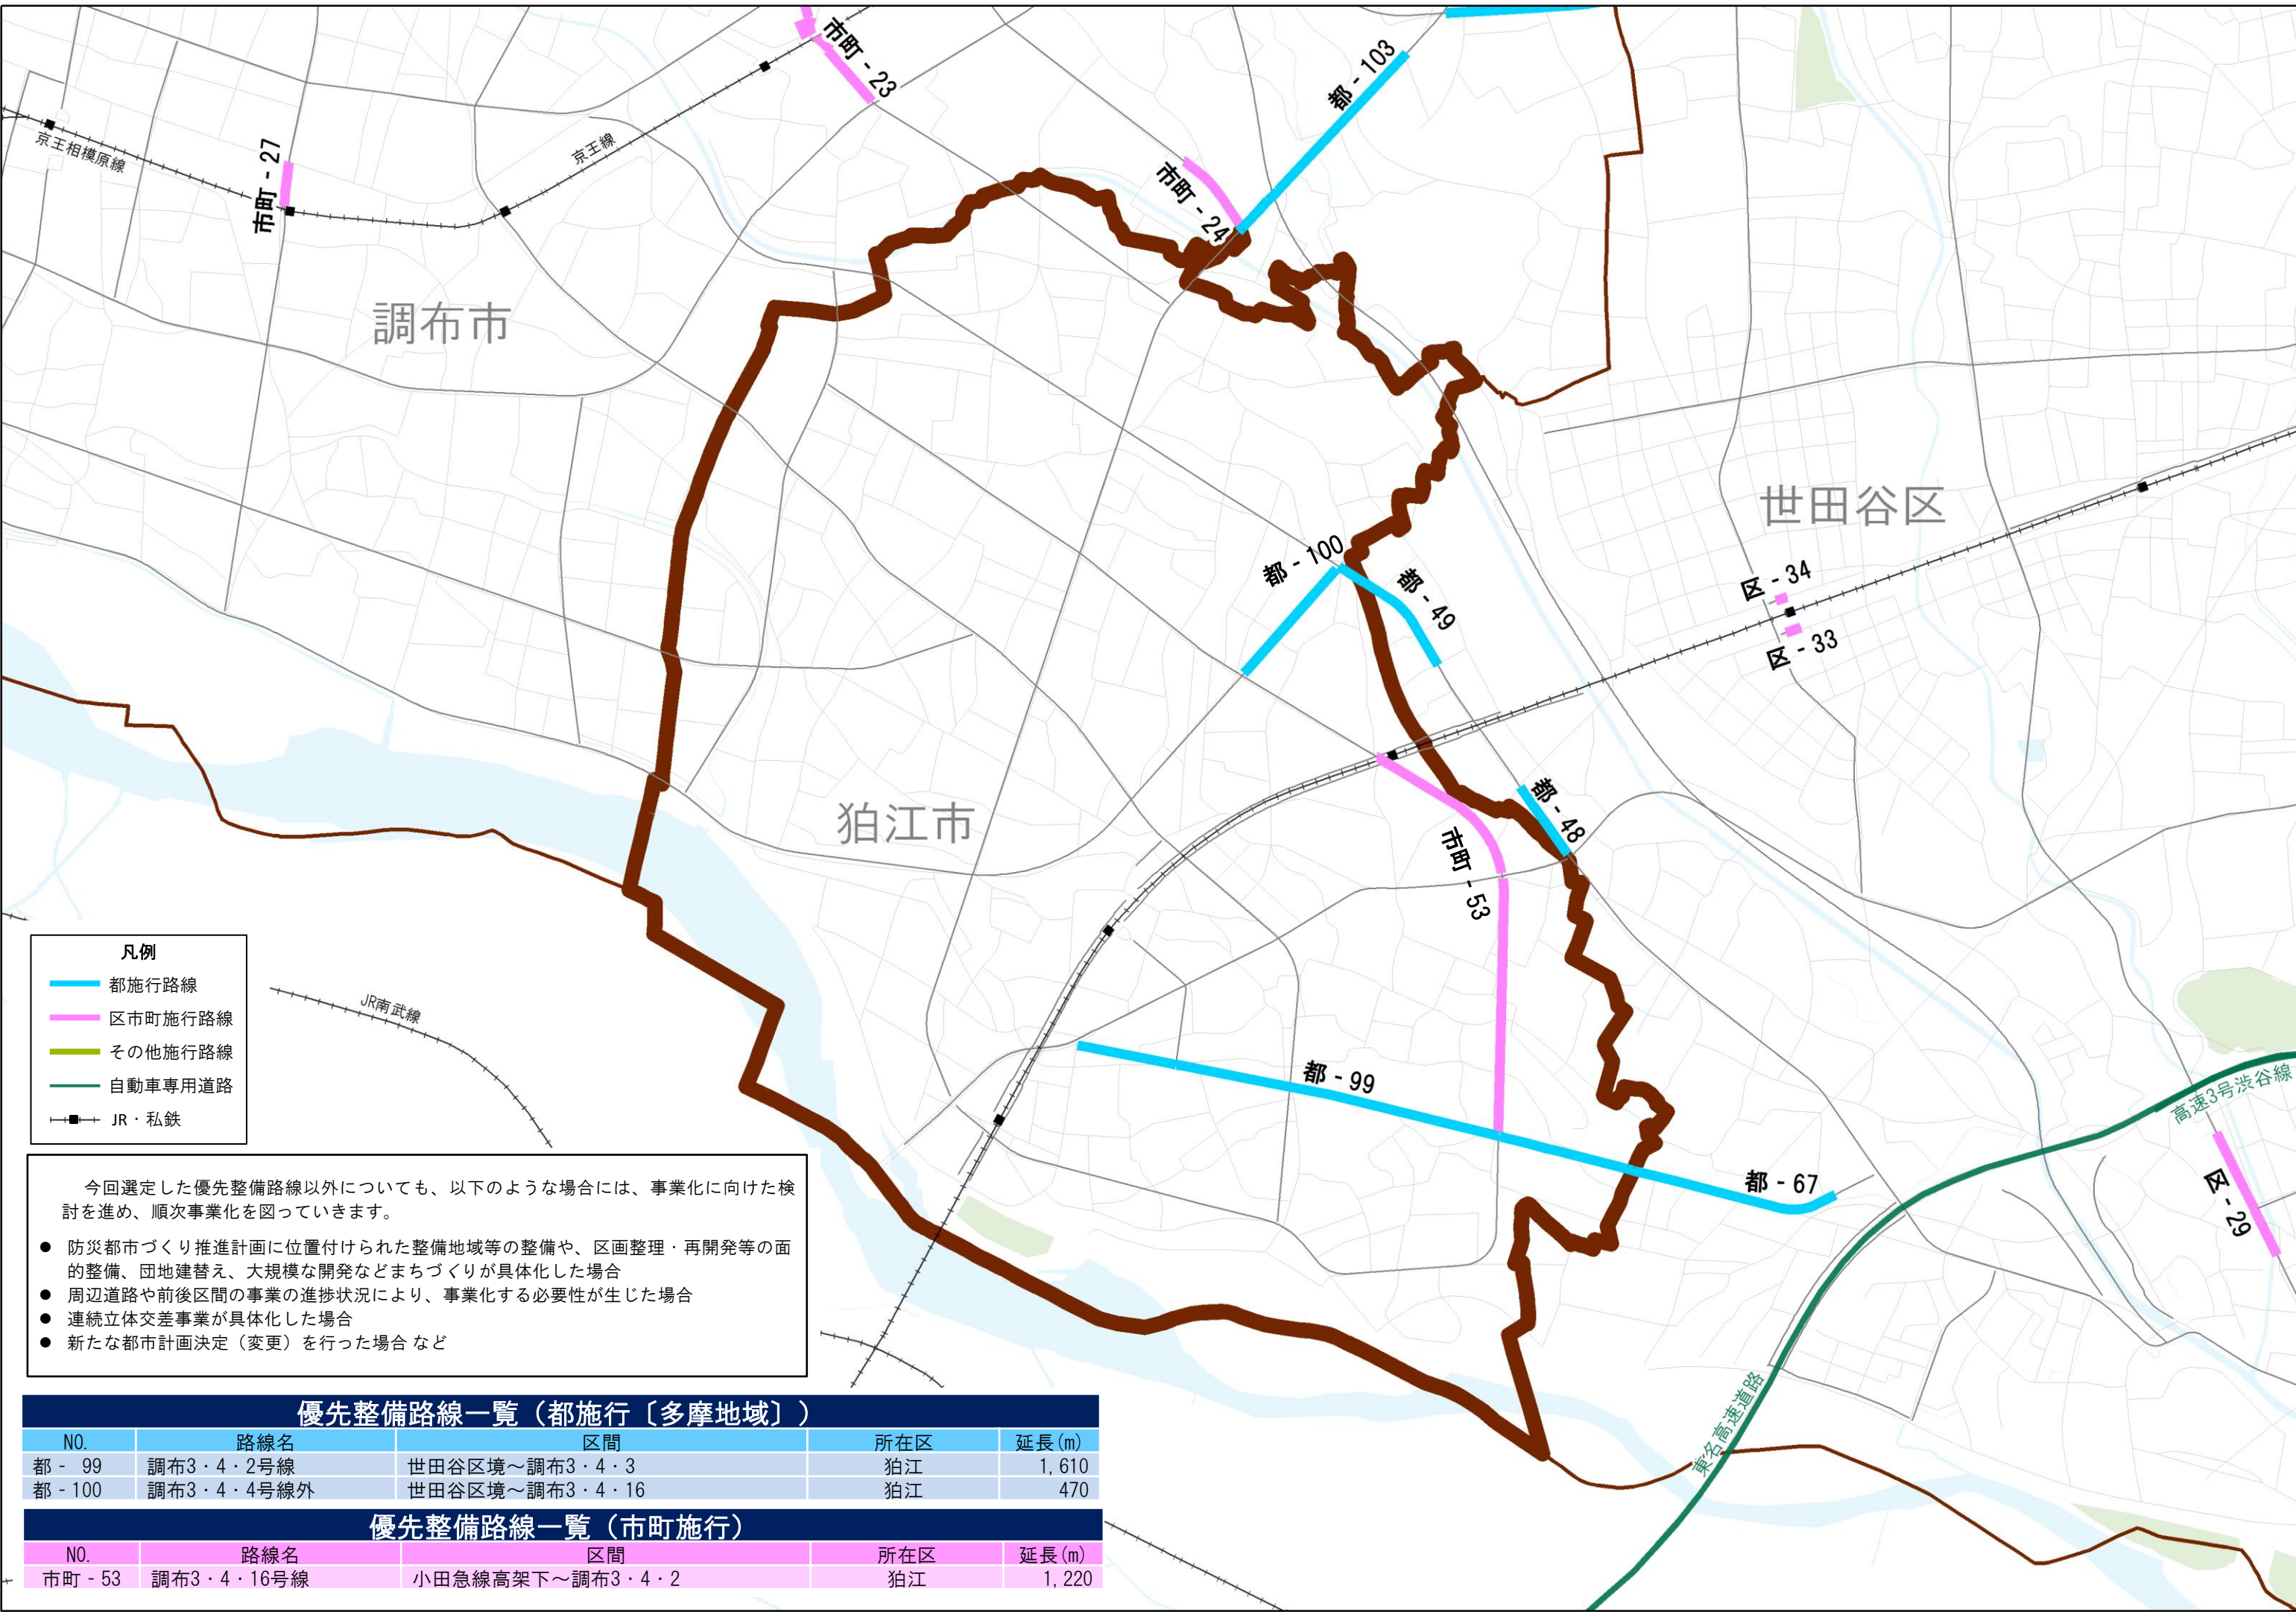 市町 - 23
都 - 103
京王相模原線
市町 - 27
京王線
市町 - 24
調布市
世田谷区
都 - 100
都 - 49
区 - 34
区 - 33
狛江市
都 - 48
市町 - 53
凡例
都施行路線
区市町施行路線
その他施行路線
自動車専用道路
JR・私鉄
JR南武線
都 - 99
都 - 67
高速3号渋谷線
区 - 29
東名高速道路
今回選定した優先整備路線以外についても、以下のような場合には、事業化に向けた検
討を進め、順次事業化を図っていきます。
● 防災都市づくり推進計画に位置付けられた整備地域等の整備や、区画整理・再開発等の面
的整備、団地建替え、大規模な開発などまちづくりが具体化した場合
● 周辺道路や前後区間の事業の進捗状況により、事業化する必要性が生じた場合
● 連続立体交差事業が具体化した場合
● 新たな都市計画決定（変更）を行った場合 など
優先整備路線一覧（都施行〔多摩地域〕）
NO. 路線名 区間 所在区 延長(m)
都 - 99 調布3・4・2号線 世田谷区境～調布3・4・3 狛江 1,610
都 - 100 調布3・4・4号線外 世田谷区境～調布3・4・16 狛江 470
優先整備路線一覧（市町施行）
NO. 路線名 区間 所在区 延長(m)
市町 - 53 調布3・4・16号線 小田急線高架下～調布3・4・2 狛江 1,220